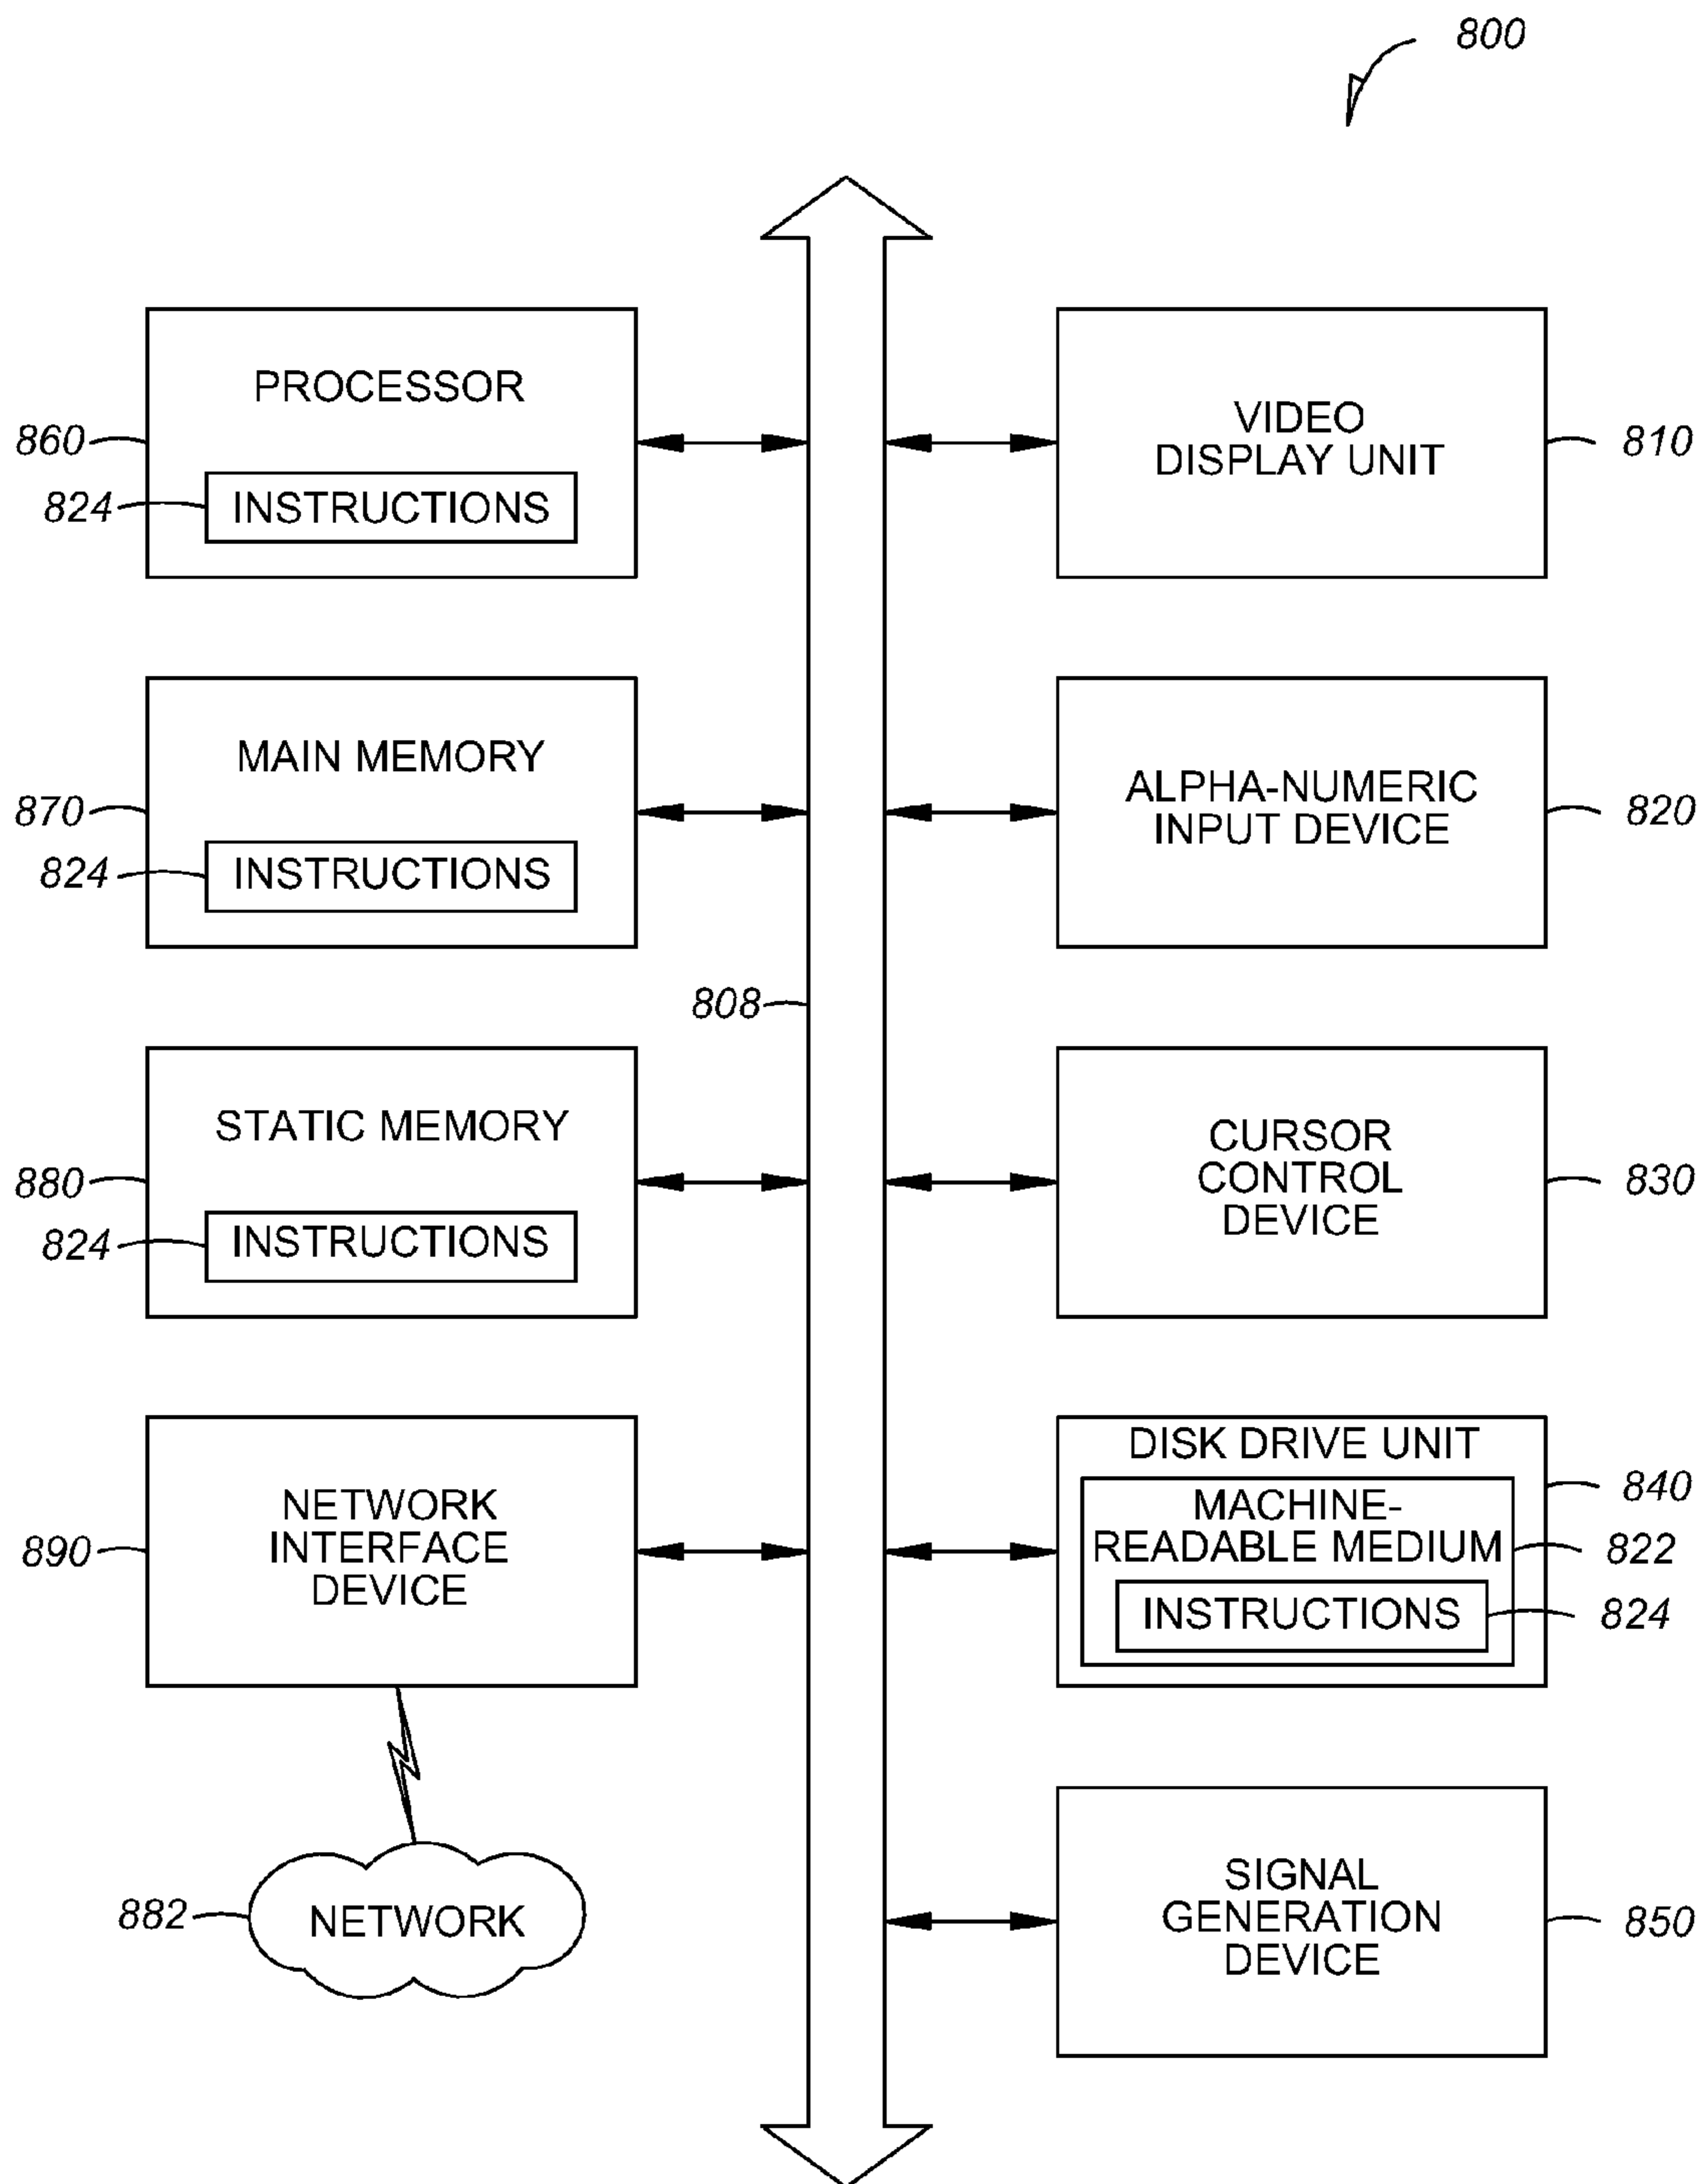 800
PROCESSOR
860
824
INSTRUCTIONS
VIDEO
DISPLAY UNIT
810
MAIN MEMORY
870
824
INSTRUCTIONS
ALPHA-NUMERIC
INPUT DEVICE
820
808
STATIC MEMORY
880
824
INSTRUCTIONS
CURSOR
CONTROL
DEVICE
830
NETWORK
INTERFACE
DEVICE
890
DISK DRIVE UNIT
840
MACHINE-
READABLE MEDIUM
822
INSTRUCTIONS
824
882
NETWORK
SIGNAL
GENERATION
DEVICE
850